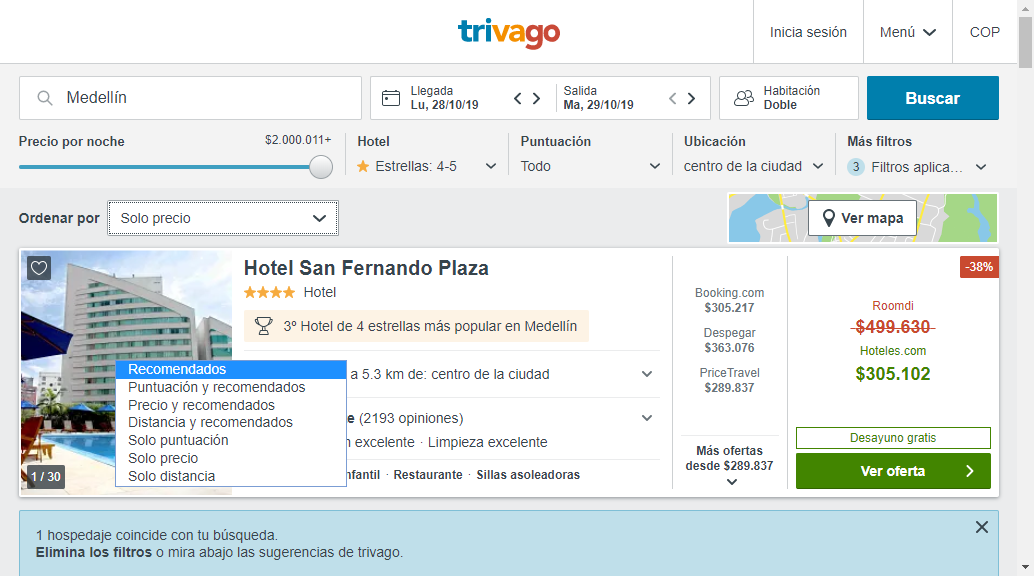 trivago
Inicia sesión
Menú
COP
Medellín
Llegada
Lu, 28/10/19
Salida
Ma, 29/10/19
Habitación
Doble
Buscar
Precio por noche
$2.000.011+
Hotel
Estrellas: 4-5
Puntuación
Todo
Ubicación
centro de la ciudad
Más filtros
3 Filtros aplica...
Ordenar por
Solo precio
Ver mapa
Hotel San Fernando Plaza
Hotel
3º Hotel de 4 estrellas más popular en Medellín
a 5.3 km de: centro de la ciudad
e (2193 opiniones)
excelente · Limpieza excelente
nfantil · Restaurante · Sillas asoleadoras
1 / 30
Recomendados
Puntuación y recomendados
Precio y recomendados
Distancia y recomendados
Solo puntuación
Solo precio
Solo distancia
Booking.com
$305.217
Despegar
$363.076
PriceTravel
$289.837
Más ofertas
desde $289.837
-38%
Roomdi
$499.630
Hoteles.com
$305.102
Desayuno gratis
Ver oferta
1 hospedaje coincide con tu búsqueda.
Elimina los filtros o mira abajo las sugerencias de trivago.